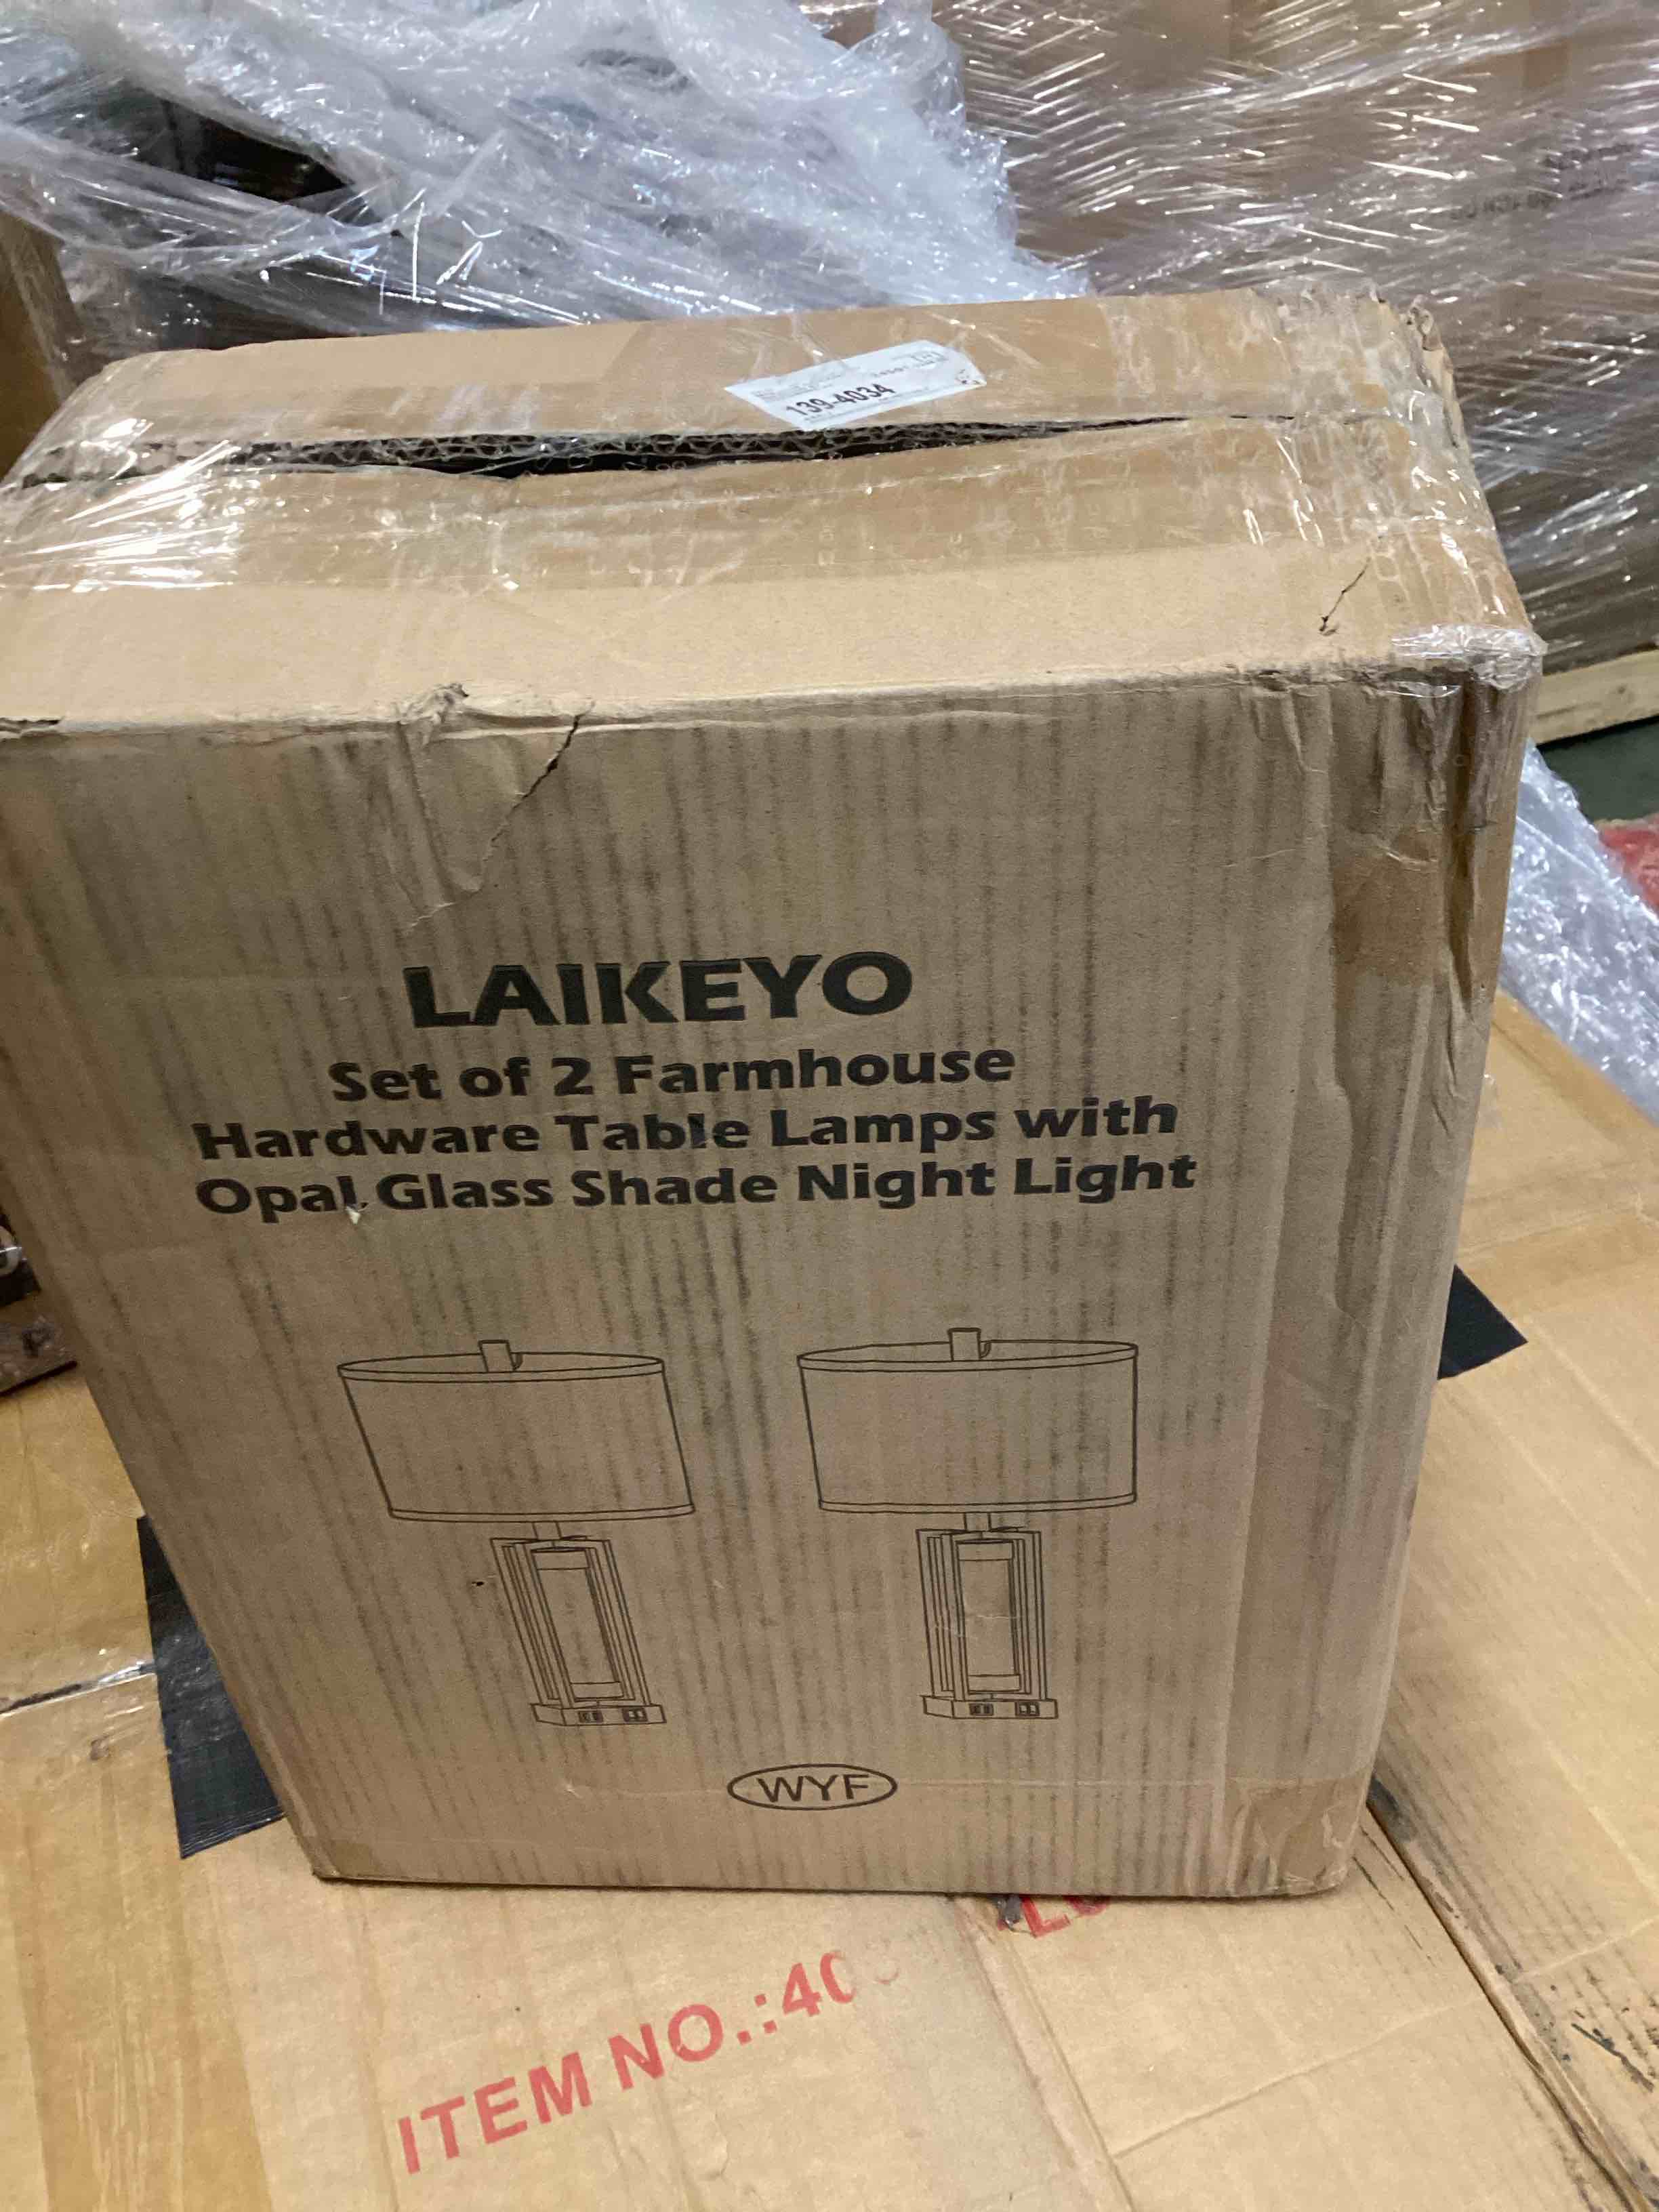 139-4034
LAIKEYO
Set of 2 Farmhouse
Hardware Table Lamps with
Opal Glass Shade Night Light
WYF
ITEM NO.:40